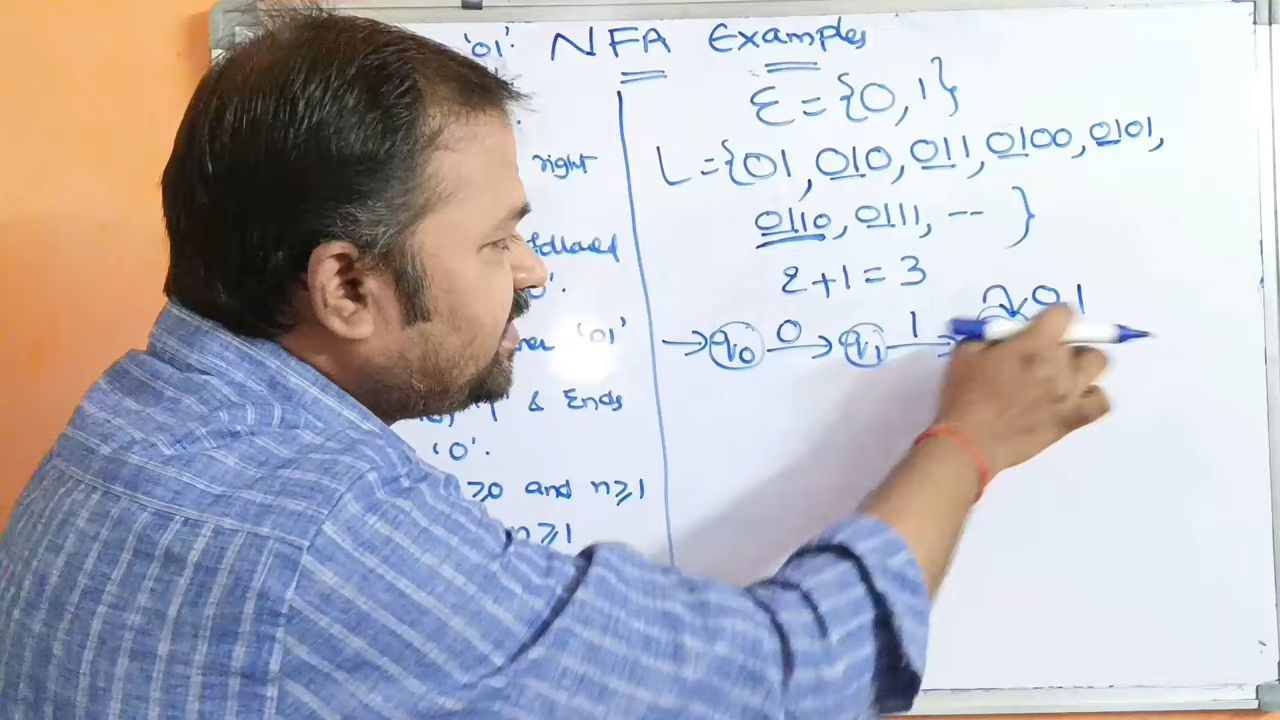 '01'. NFA Examples
Ɛ = {0, 1}
right
L = {01, 010, 011, 0100, 0101,
0110, 0111, -- }
followed
2+1 = 3
0, 1
'01'
→ q0 0 → q1 1 →
& Ends
'0'.
≥0 and n≥1
n≥1